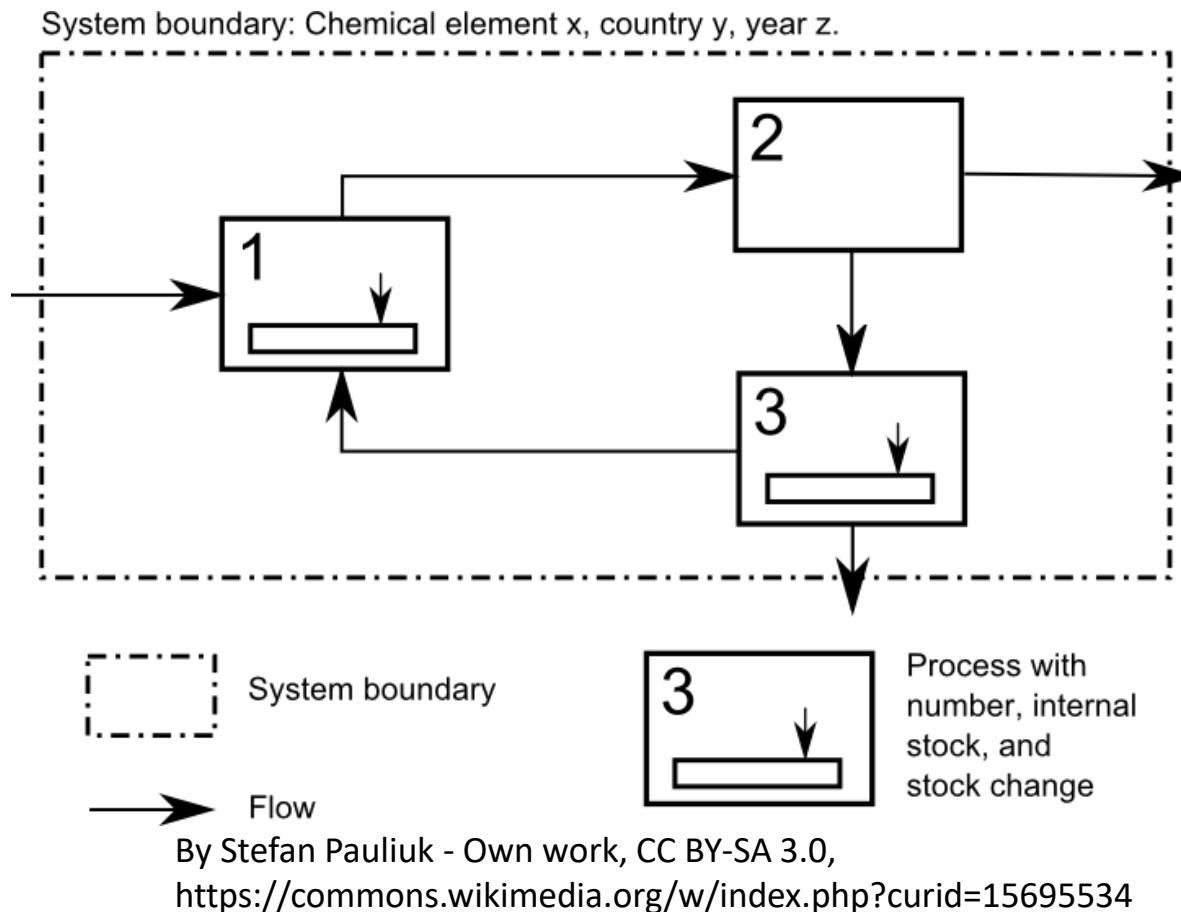 System boundary: Chemical element x, country y, year z.
2
1
3
System boundary
Flow
3
Process with
number, internal
stock, and
stock change
By Stefan Pauliuk - Own work, CC BY-SA 3.0,
https://commons.wikimedia.org/w/index.php?curid=15695534